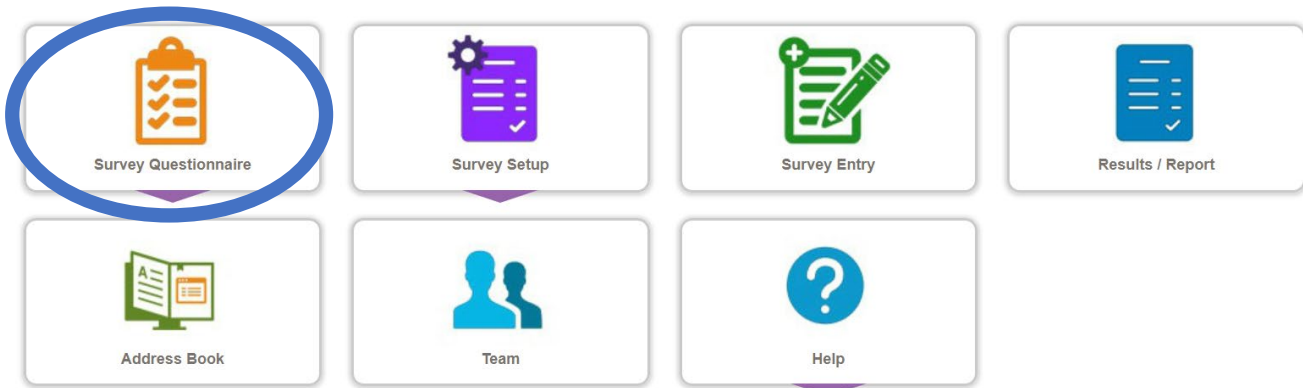 Survey Questionnaire
Survey Setup
Survey Entry
Results / Report
A
Address Book
Team
?
Help